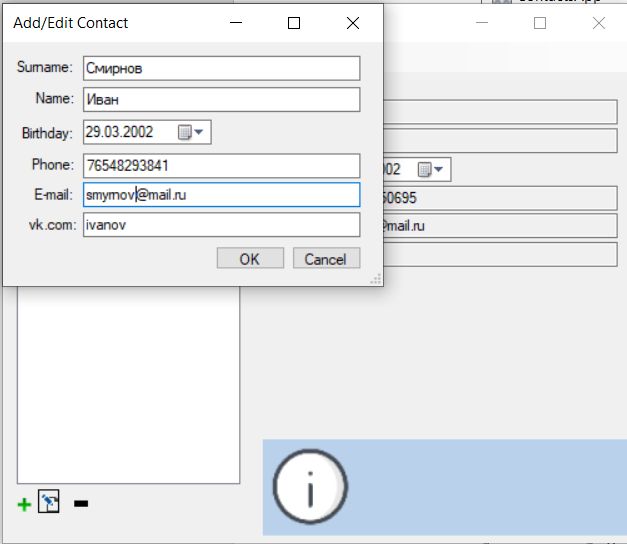 Add/Edit Contact
Surname: Смирнов
Name: Иван
Birthday: 29.03.2002
Phone: 76548293841
E-mail: smyrnov@mail.ru
vk.com: ivanov
OK Cancel
002
60695
@mail.ru
i